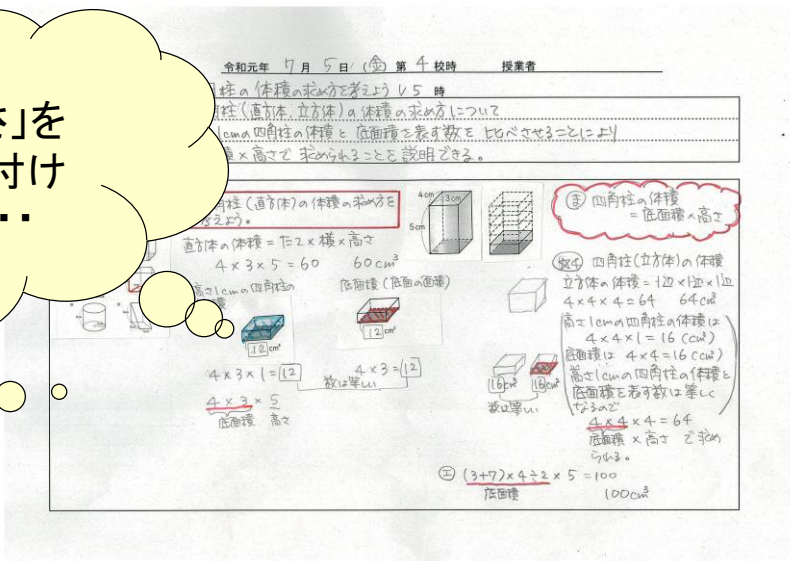 さ」を
付け
・・
令和元年 7月 5日 (金) 第 4 校時 授業者
柱の体積の求め方を考えよう 1/5 時
柱(直方体、立方体)の体積の求め方について
1cmの四角柱の体積と底面積を表す数を比べさせることにより
×高さで求められることを説明できる。
角柱(直方体)の体積の求め方を
考えよう。
直方体の体積=たて×横×高さ
4×3×5=60 60cm³
高さ1cmの四角柱の
底面積(底面の面積)
12cm³
12cm²
4×3×1=12
4×3=12
数は等しい
4×3×5
底面積 高さ
4cm
3cm
5cm
ま 四角柱の体積
=底面積×高さ
四角柱(立方体)の体積
立方体の体積=1辺×1辺×1辺
4×4×4=64 64cm³
高さ1cmの四角柱の体積は
4×4×1=16(cm³)
底面積は 4×4=16(cm²)
高さ1cmの四角柱の体積と
底面積を表す数は等しく
なるので
4×4×4=64
底面積×高さ で求め
られる。
16cm³
16cm²
数は等しい
エ (3+7)×4÷2×5=100
底面積 100cm³